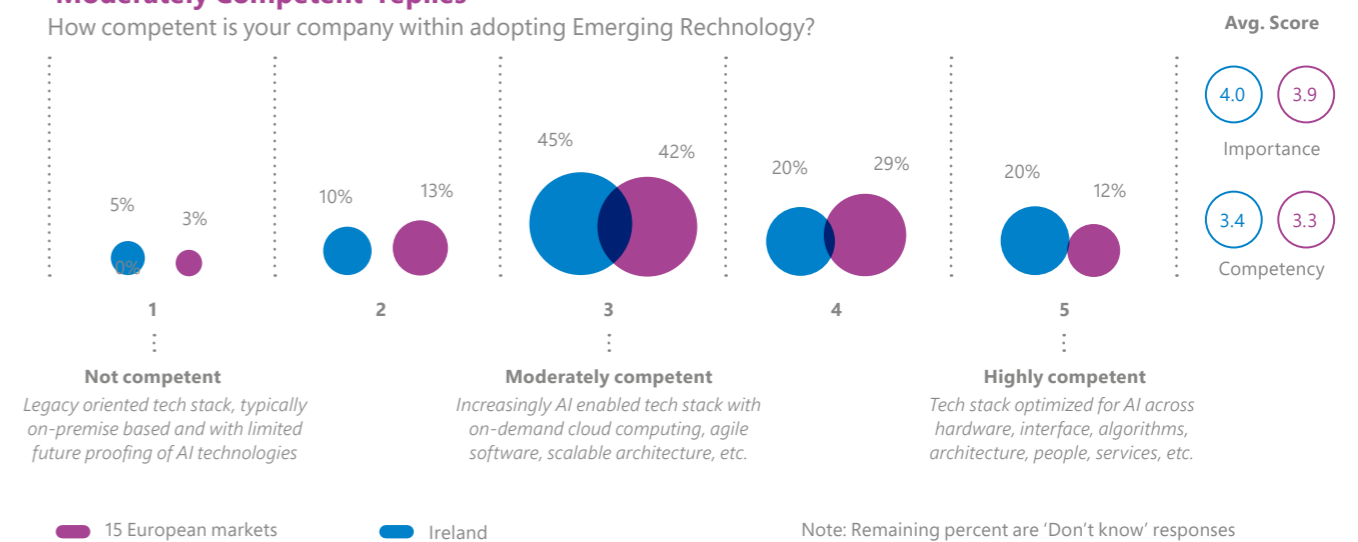 'Moderately Competent' Replies
How competent is your company within adopting Emerging Rechnology?
Avg. Score
4.0 3.9
Importance
3.4 3.3
Competency
5% 3% 10% 13% 45% 42% 20% 29% 20% 12%
0%
1 2 3 4 5
Not competent
Legacy oriented tech stack, typically
on-premise based and with limited
future proofing of AI technologies
Moderately competent
Increasingly AI enabled tech stack with
on-demand cloud computing, agile
software, scalable architecture, etc.
Highly competent
Tech stack optimized for AI across
hardware, interface, algorithms,
architecture, people, services, etc.
15 European markets
Ireland
Note: Remaining percent are ‘Don’t know’ responses